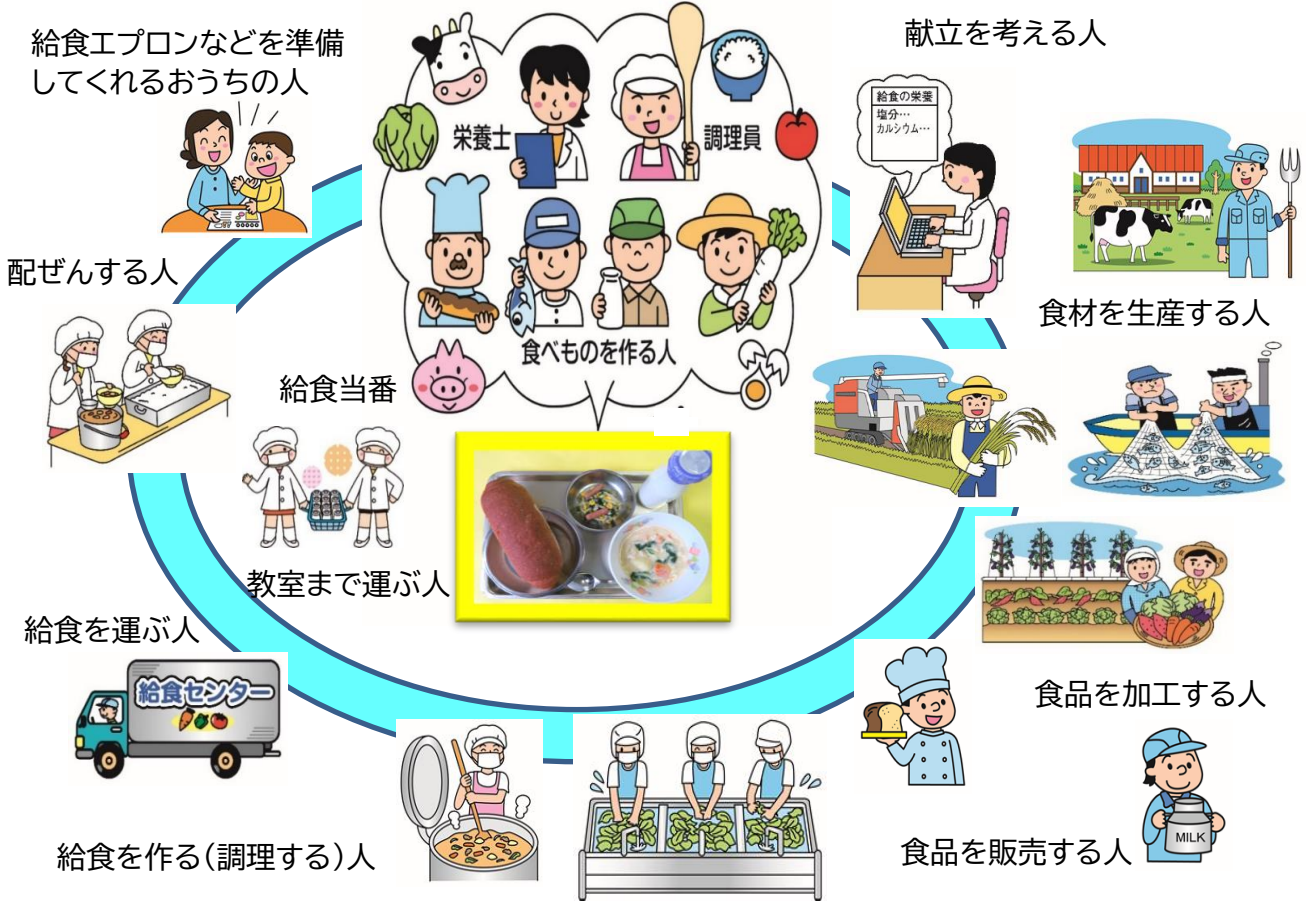 給食エプロンなどを準備
してくれるおうちの人
栄養士
調理員
食べものを作る人
献立を考える人
給食の栄養
塩分…
カルシウム…
食材を生産する人
配ぜんする人
給食当番
教室まで運ぶ人
給食を運ぶ人
給食センター
食品を加工する人
給食を作る(調理する)人
食品を販売する人
MILK